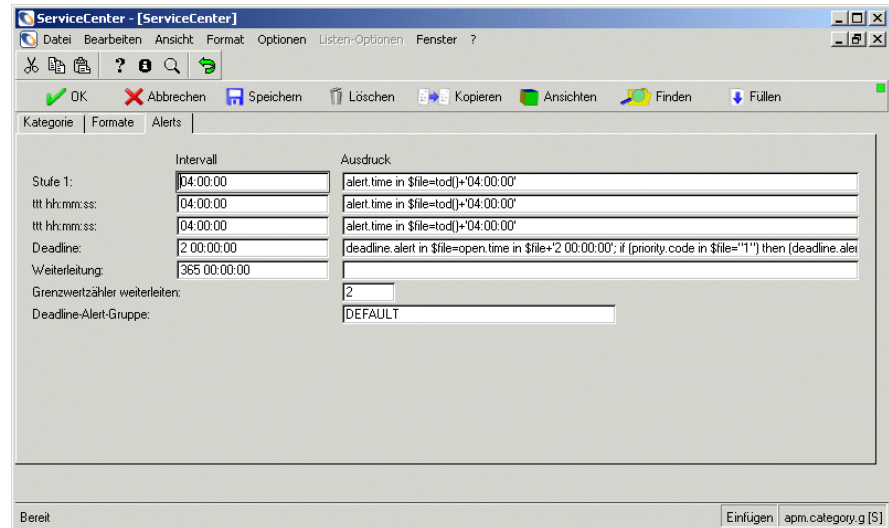 ServiceCenter - [ServiceCenter]
Datei Bearbeiten Ansicht Format Optionen Listen-Optionen Fenster ?
OK Abbrechen Speichern Löschen Kopieren Ansichten Finden Füllen
Kategorie Formate Alerts
Intervall Ausdruck
Stufe 1: 04:00:00 alert.time in $file=tod()+'04:00:00'
ttt hh:mm:ss: 04:00:00 alert.time in $file=tod()+'04:00:00'
ttt hh:mm:ss: 04:00:00 alert.time in $file=tod()+'04:00:00'
Deadline: 2 00:00:00 deadline.alert in $file=open.time in $file+'2 00:00:00'; if (priority.code in $file="1") then (deadline.aler
Weiterleitung: 365 00:00:00
Grenzwertzähler weiterleiten: 2
Deadline-Alert-Gruppe: DEFAULT
Bereit Einfügen apm.category.g [S]